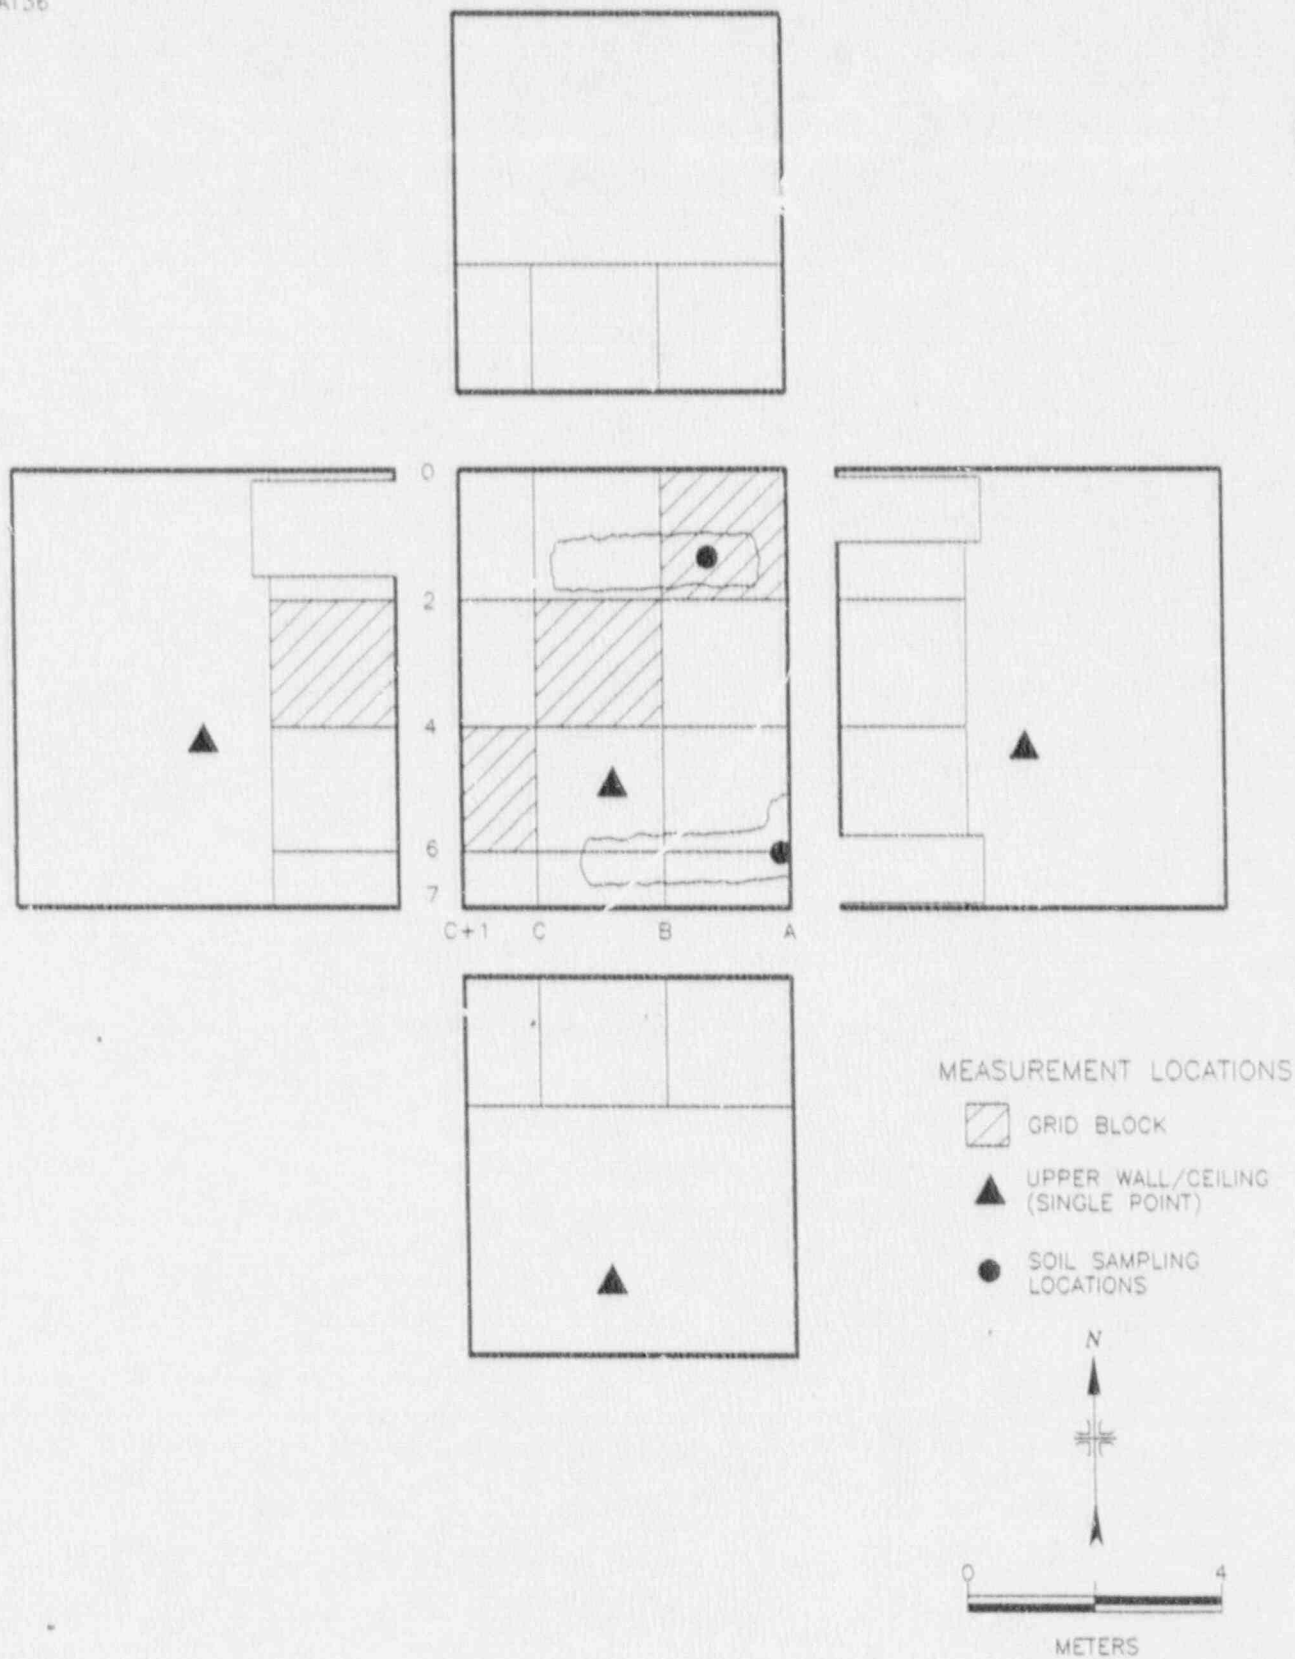 0
2
4
6
7
C+1 C B A
MEASUREMENT LOCATIONS
GRID BLOCK
UPPER WALL/CEILING
(SINGLE POINT)
SOIL SAMPLING
LOCATIONS
N
0 4
METERS